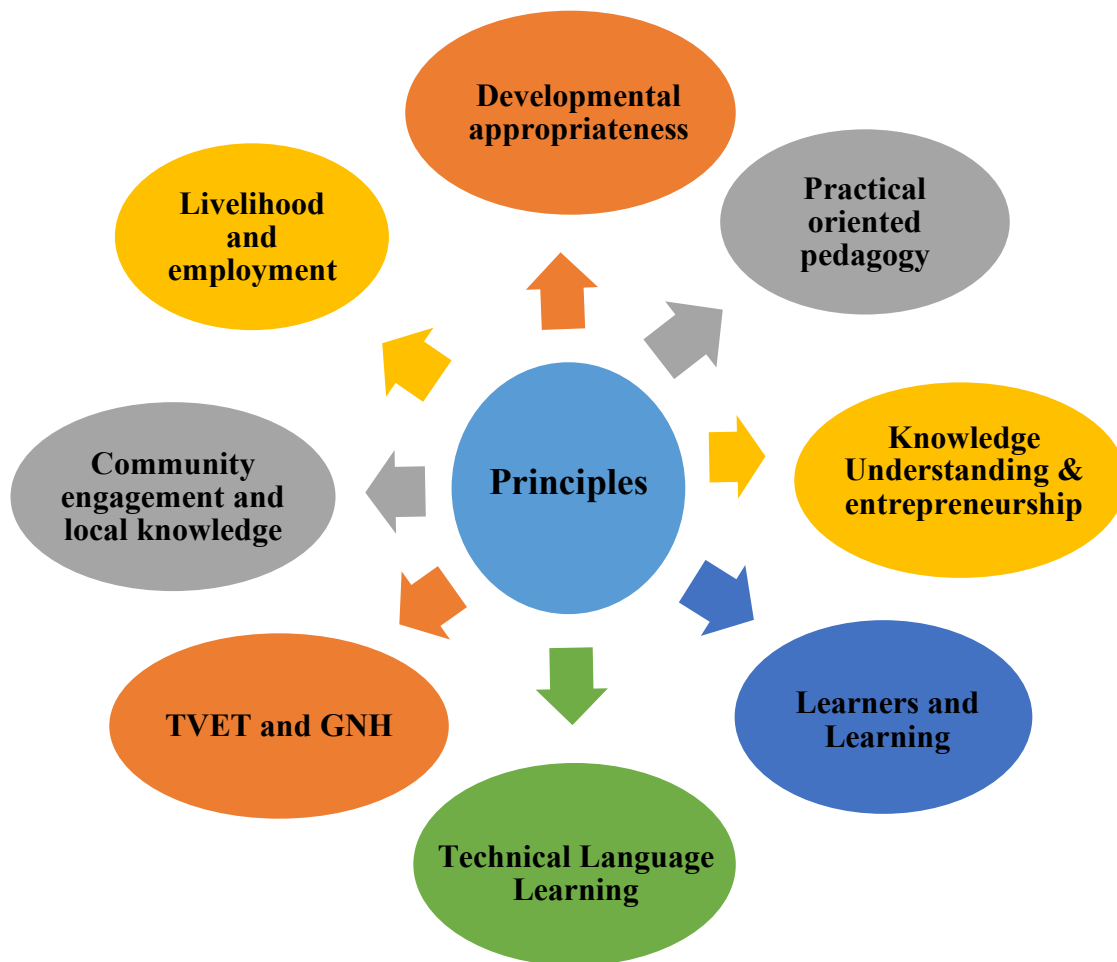 Developmental
appropriateness
Practical
oriented
pedagogy
Livelihood
and
employment
Knowledge
Understanding &
entrepreneurship
Community
engagement and
local knowledge
Principles
Learners and
Learning
TVET and GNH
Technical Language
Learning